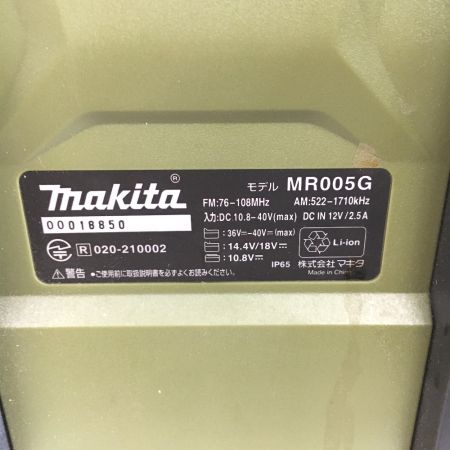 makita®
モデル MR005G
00018850
FM:76-108MHz AM:522-1710kHz
入力:DC 10.8-40V(max) DC IN 12V/2.5A
36V⎓40V(max)
14.4V/18V⎓
10.8V⎓
Li-ion
R 020-210002
⚠警告 ●ご使用前に取扱説明書を必ずよくお読みください。
IP65 株式会社 マキタ
Made in China